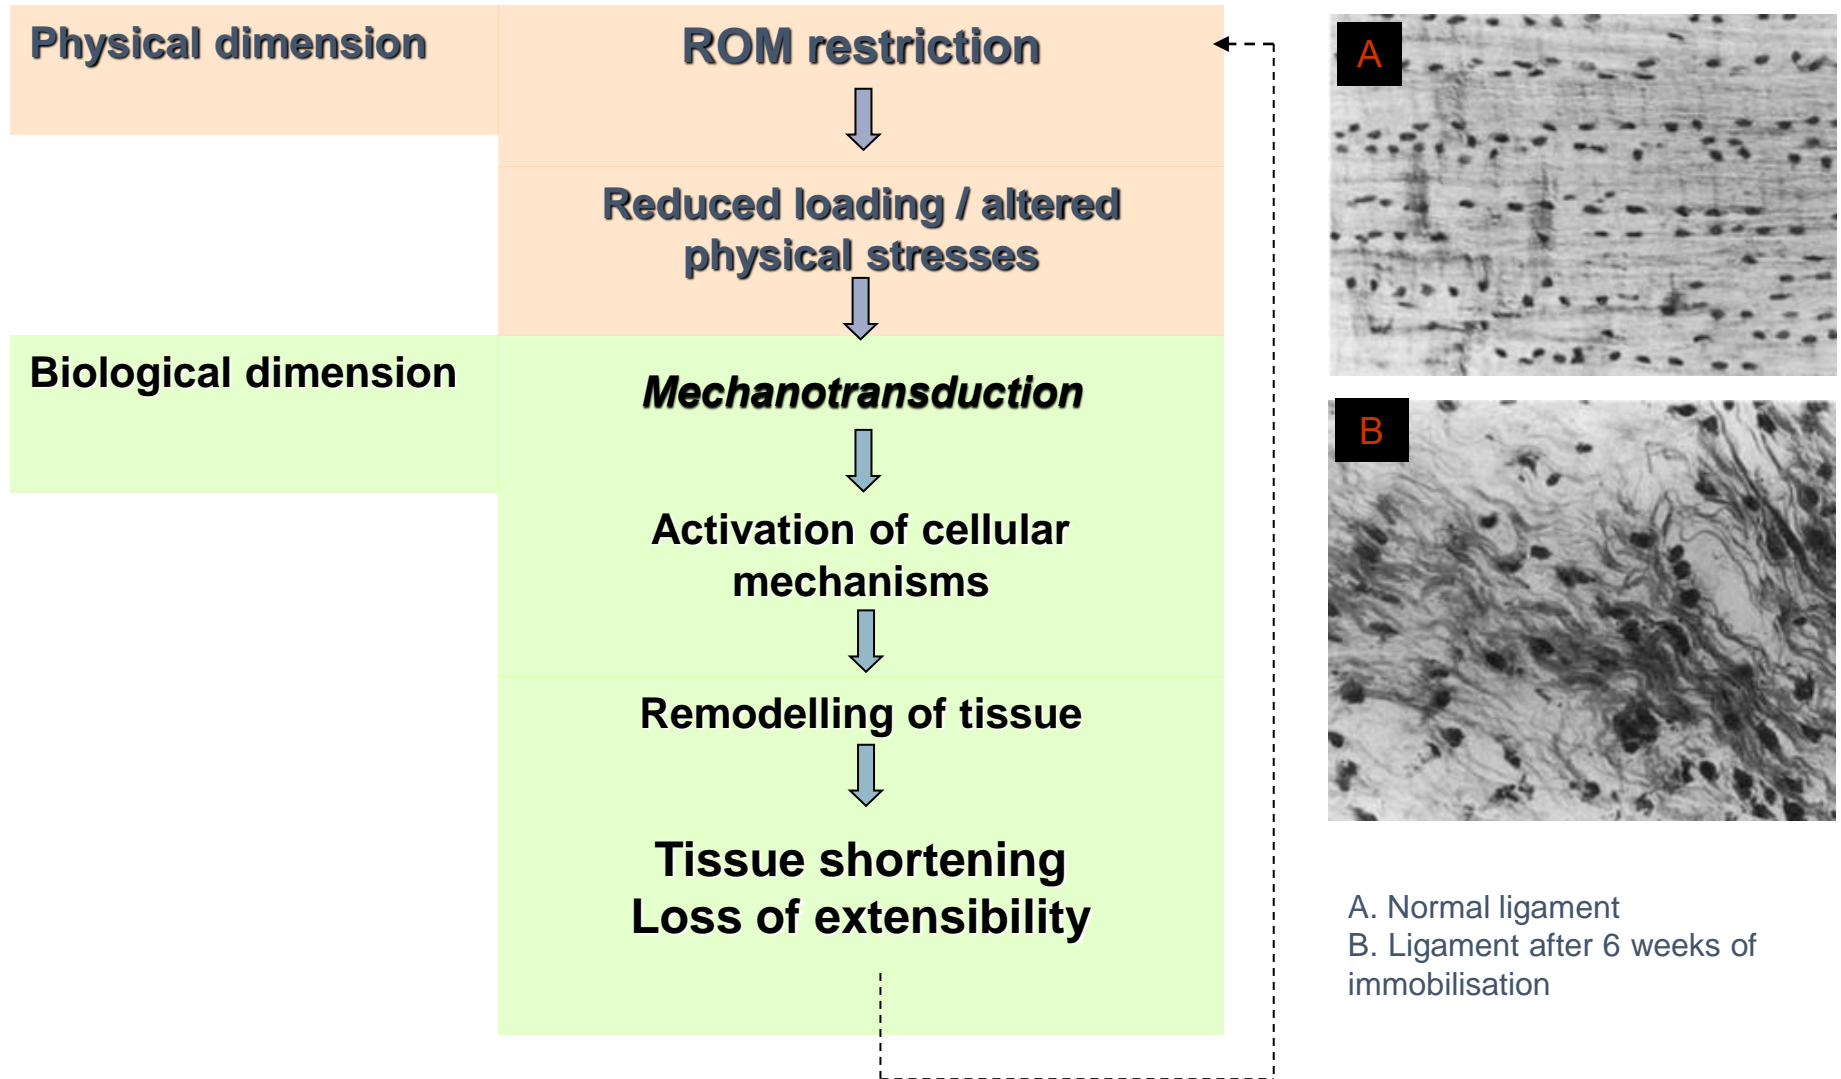 Physical dimension
ROM restriction
Reduced loading / altered
physical stresses
Biological dimension
Mechanotransduction
Activation of cellular
mechanisms
Remodelling of tissue
Tissue shortening
Loss of extensibility
A
B
A. Normal ligament
B. Ligament after 6 weeks of
immobilisation